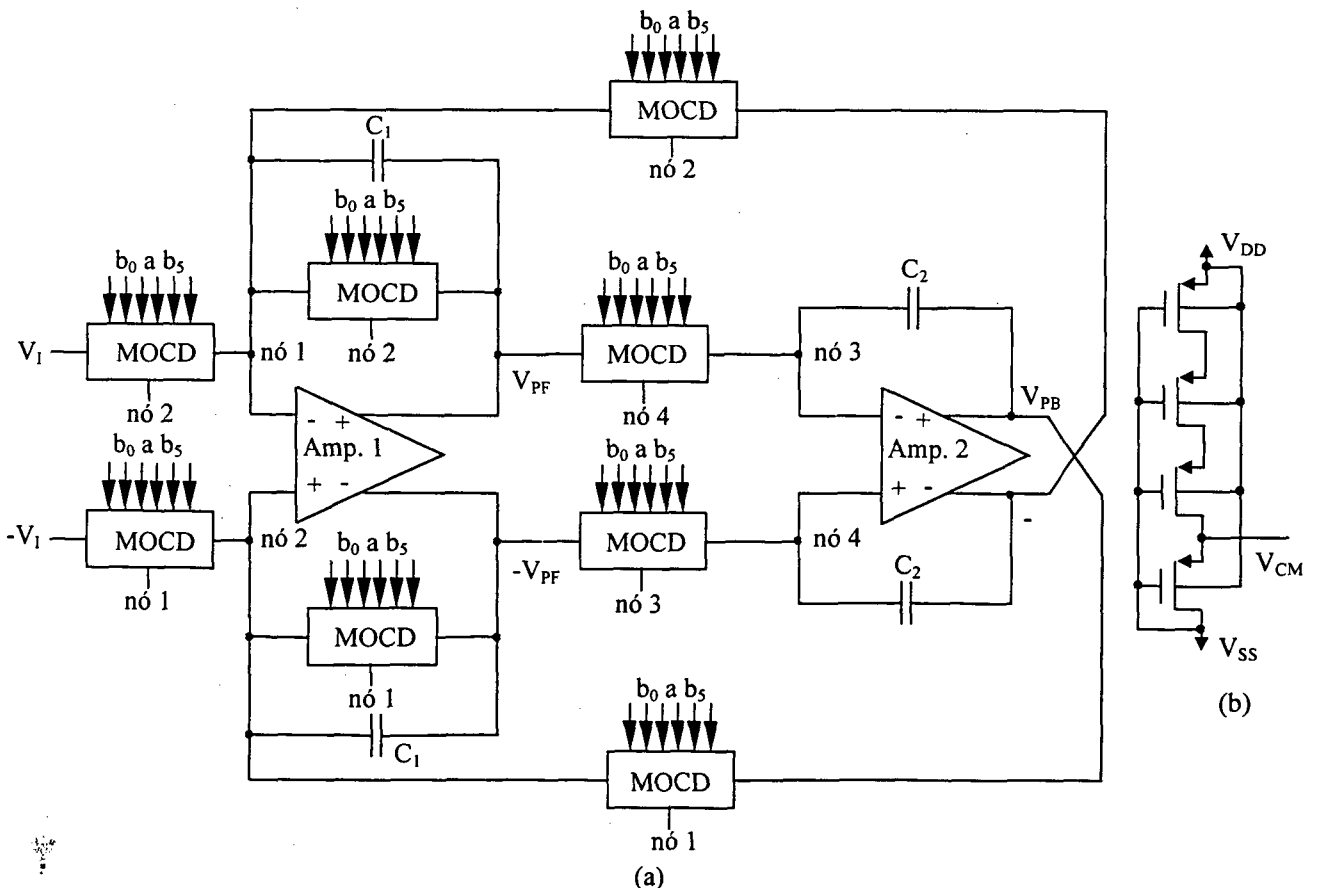 b₀ a b₅
MOCD
nó 2
C₁
b₀ a b₅
MOCD
nó 2
b₀ a b₅
V_I
MOCD
nó 2
nó 1
V_PF
b₀ a b₅
MOCD
nó 4
C₂
nó 3
V_PB
V_DD
- +
Amp. 1
+ -
- +
Amp. 2
+ -
b₀ a b₅
-V_I
MOCD
nó 1
nó 2
b₀ a b₅
MOCD
nó 1
C₁
-V_PF
b₀ a b₅
MOCD
nó 3
nó 4
C₂
-
V_CM
V_SS
(b)
b₀ a b₅
MOCD
nó 1
(a)